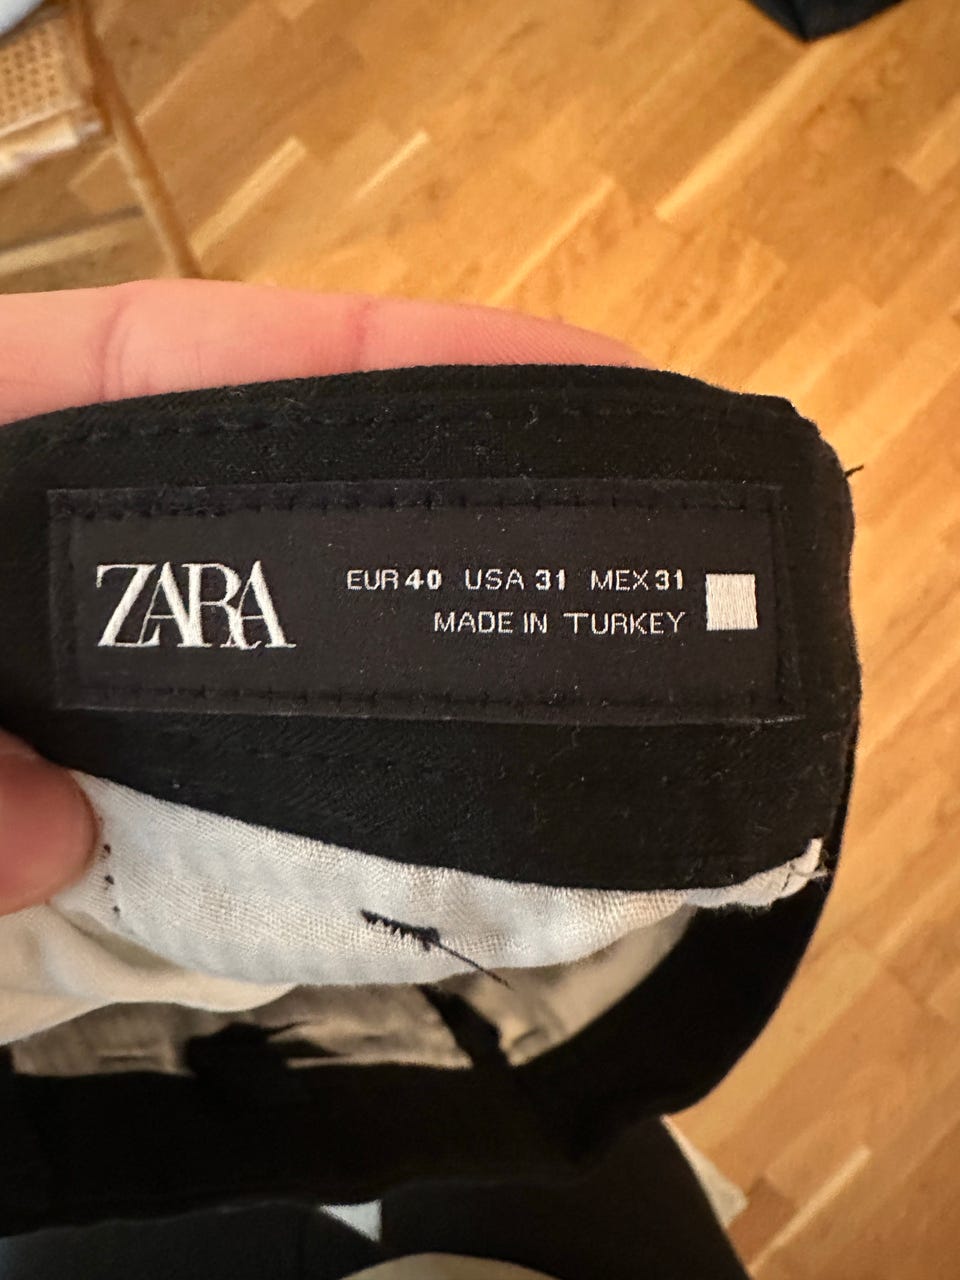 ZARA
EUR 40 USA 31 MEX 31
MADE IN TURKEY